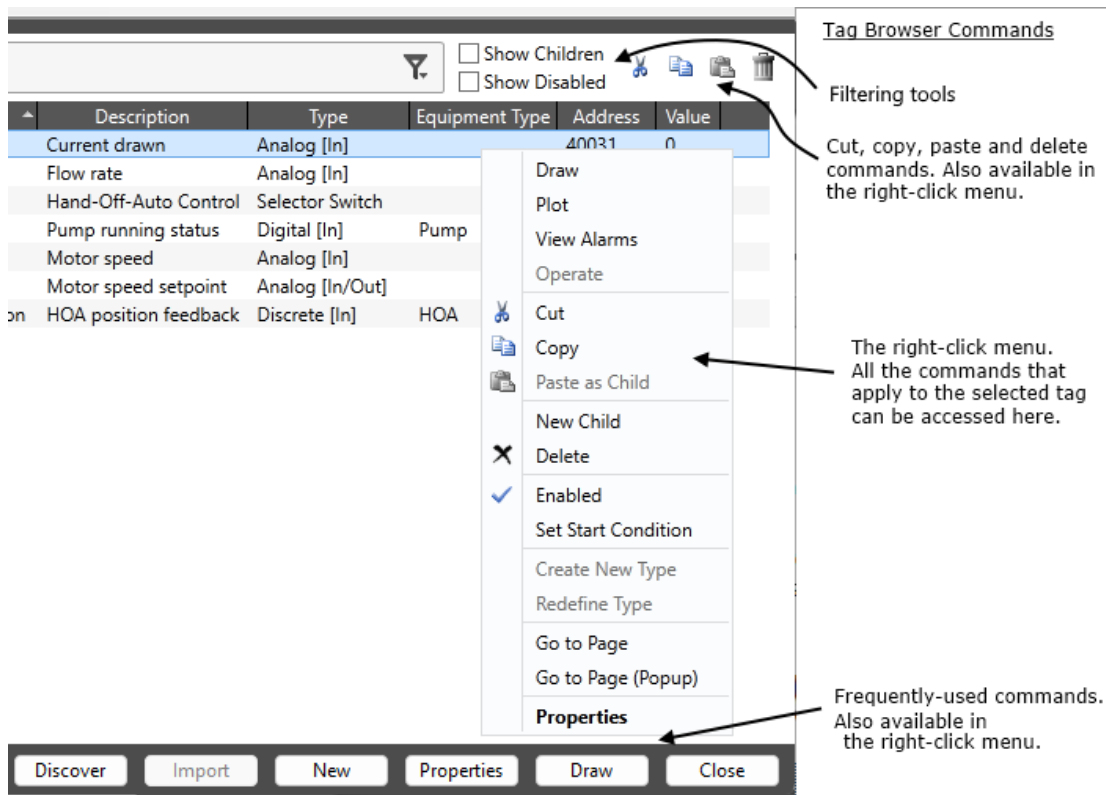 Tag Browser Commands
Show Children
Show Disabled
Filtering tools
Cut, copy, paste and delete
commands. Also available in
the right-click menu.
Description Type Equipment Type Address Value
Current drawn Analog [In] 40031 0
Flow rate Analog [In]
Hand-Off-Auto Control Selector Switch
Pump running status Digital [In] Pump
Motor speed Analog [In]
Motor speed setpoint Analog [In/Out]
on HOA position feedback Discrete [In] HOA
Draw
Plot
View Alarms
Operate
Cut
Copy
Paste as Child
New Child
Delete
Enabled
Set Start Condition
Create New Type
Redefine Type
Go to Page
Go to Page (Popup)
Properties
The right-click menu.
All the commands that
apply to the selected tag
can be accessed here.
Frequently-used commands.
Also available in
the right-click menu.
Discover Import New Properties Draw Close